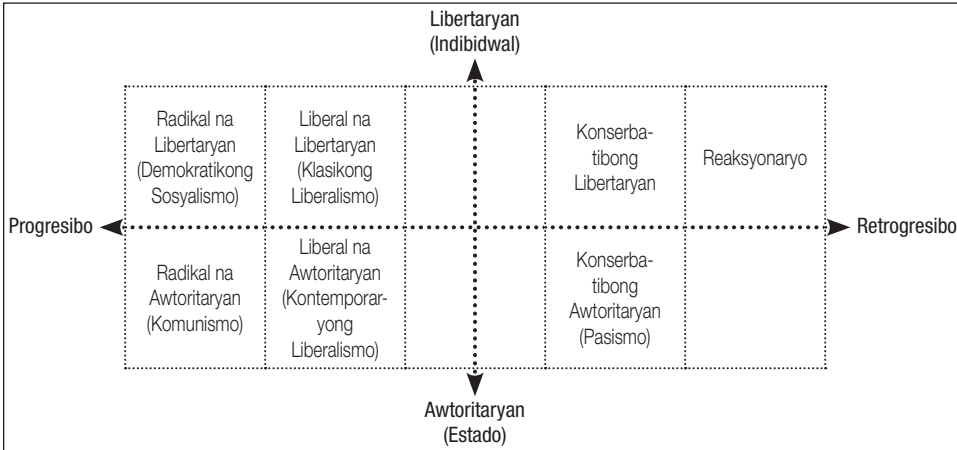 Libertaryan
(Indibidwal)
Radikal na
Libertaryan
(Demokratikong
Sosyalismo)
Liberal na
Libertaryan
(Klasikong
Liberalismo)
Konserba-
tibong
Libertaryan
Reaksyonaryo
Progresibo
Retrogresibo
Radikal na
Awtoritaryan
(Komunismo)
Liberal na
Awtoritaryan
(Kontemporar-
yong
Liberalismo)
Konserba-
tibong
Awtoritaryan
(Pasismo)
Awtoritaryan
(Estado)